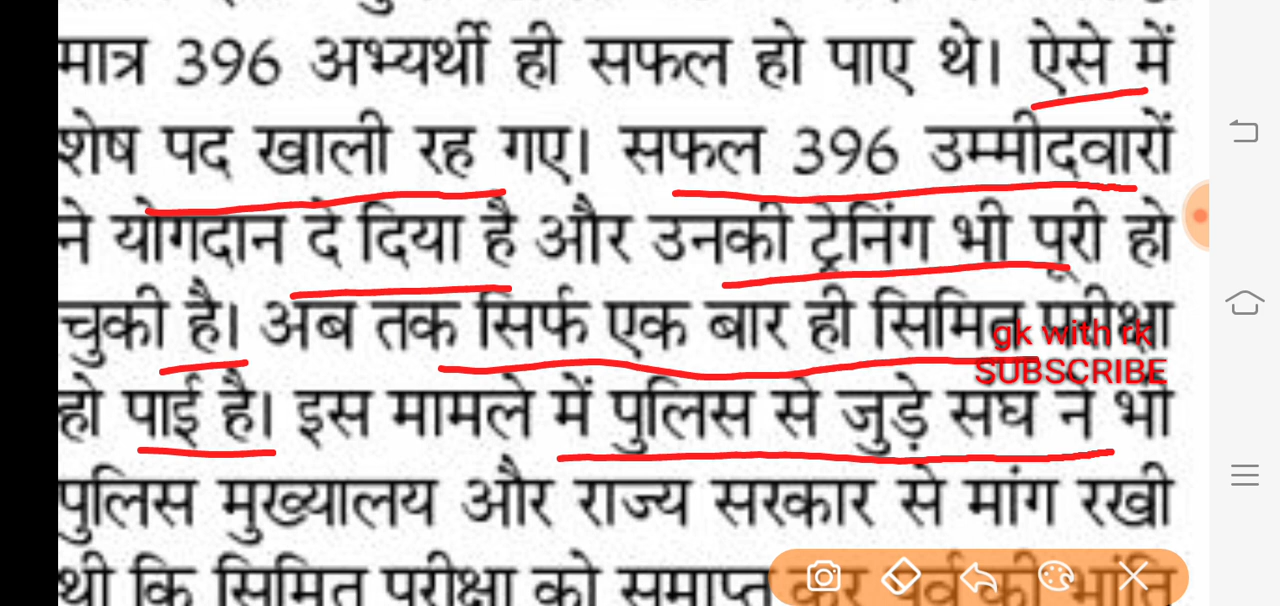 मात्र 396 अभ्यर्थी ही सफल हो पाए थे। ऐसे में
शेष पद खाली रह गए। सफल 396 उम्मीदवारों
ने योगदान दे दिया है और उनकी ट्रेनिंग भी पूरी हो
चुकी है। अब तक सिर्फ एक बार ही सिमित परीक्षा
gk with rk
SUBSCRIBE
हो पाई है। इस मामले में पुलिस से जुड़े संघ ने भी
पुलिस मुख्यालय और राज्य सरकार से मांग रखी
थी कि सिमित परीक्षा को समाप्त कर पूर्व की भांति